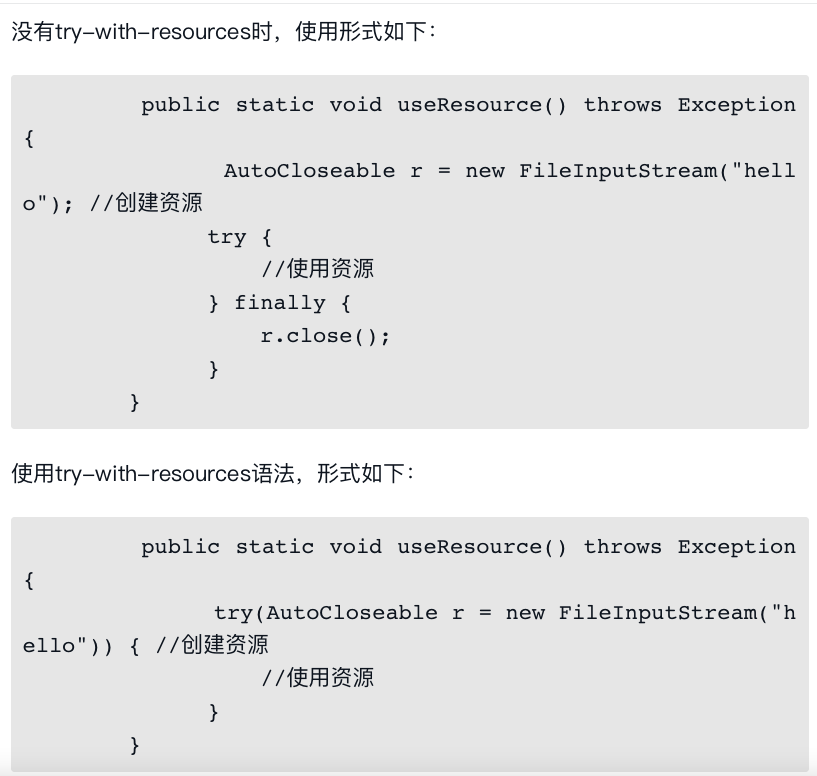 没有try-with-resources时，使用形式如下：
public static void useResource() throws Exception
{
AutoCloseable r = new FileInputStream("hell
o"); //创建资源
try {
//使用资源
} finally {
r.close();
}
}
使用try-with-resources语法，形式如下：
public static void useResource() throws Exception
{
try(AutoCloseable r = new FileInputStream("h
ello")) { //创建资源
//使用资源
}
}